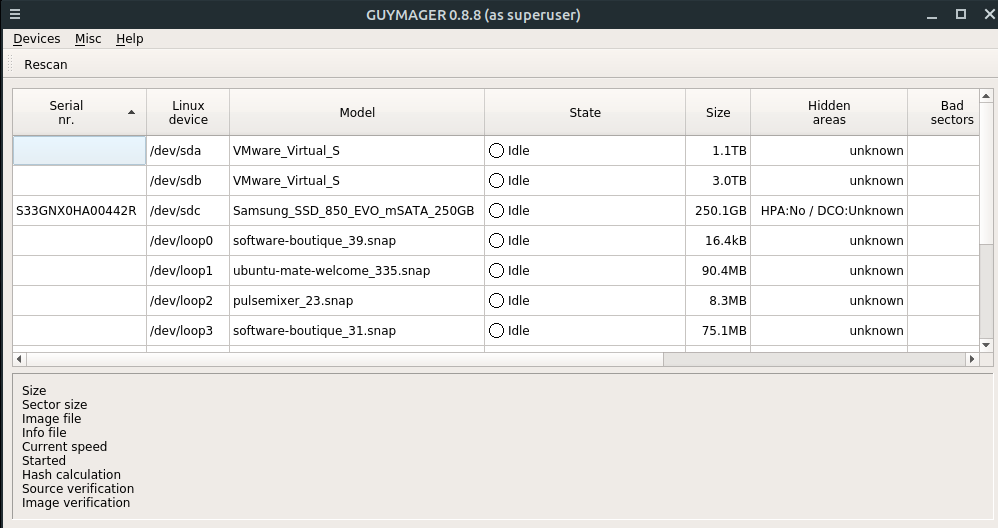 GUYMAGER 0.8.8 (as superuser)
Devices Misc Help
Rescan
Serial nr. Linux device Model State Size Hidden areas Bad sectors
/dev/sda VMware_Virtual_S Idle 1.1TB unknown
/dev/sdb VMware_Virtual_S Idle 3.0TB unknown
S33GNX0HA00442R /dev/sdc Samsung_SSD_850_EVO_mSATA_250GB Idle 250.1GB HPA:No / DCO:Unknown
/dev/loop0 software-boutique_39.snap Idle 16.4kB unknown
/dev/loop1 ubuntu-mate-welcome_335.snap Idle 90.4MB unknown
/dev/loop2 pulsemixer_23.snap Idle 8.3MB unknown
/dev/loop3 software-boutique_31.snap Idle 75.1MB unknown
Size
Sector size
Image file
Info file
Current speed
Started
Hash calculation
Source verification
Image verification